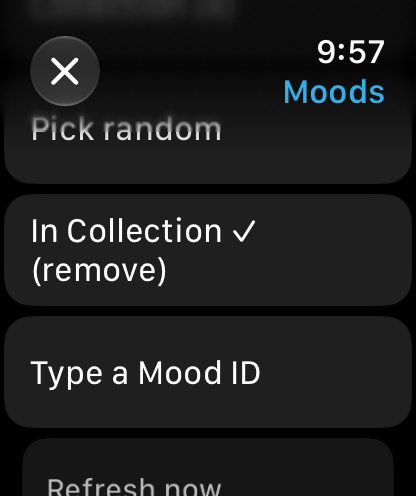 9:57
Moods
Pick random
In Collection ✓
(remove)
Type a Mood ID
Refresh now